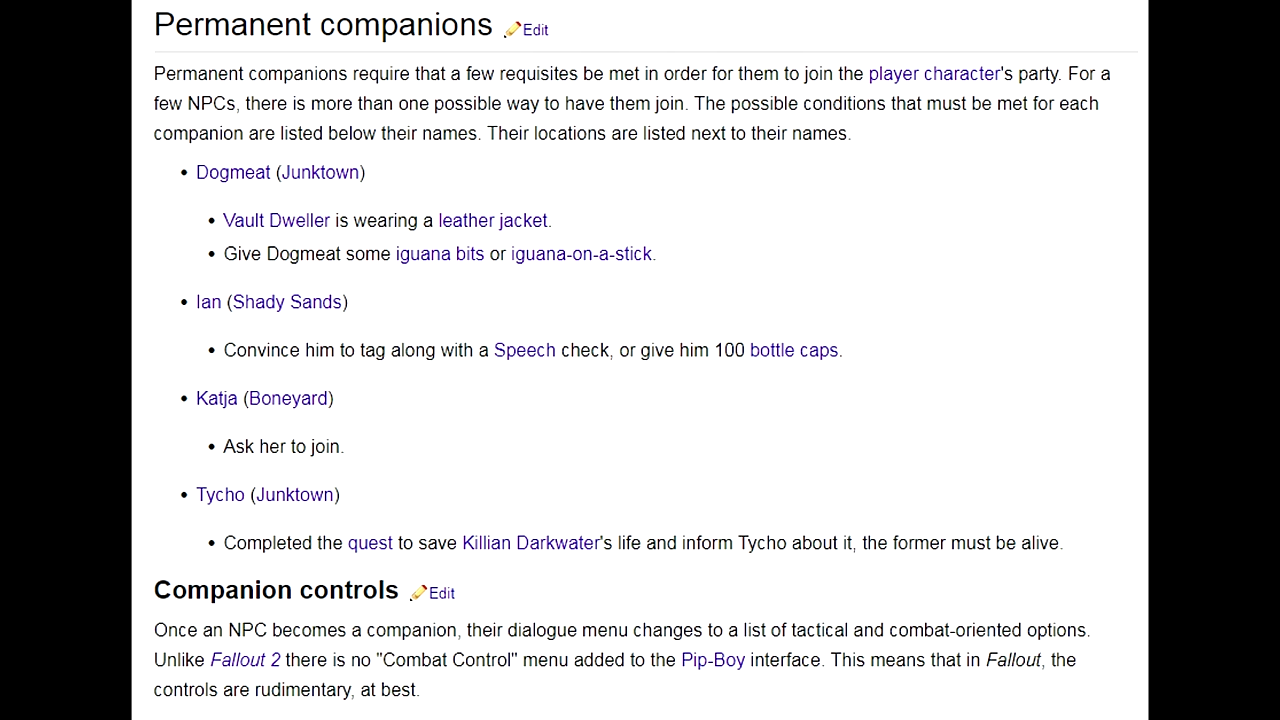 Permanent companions Edit
Permanent companions require that a few requisites be met in order for them to join the player character's party. For a
few NPCs, there is more than one possible way to have them join. The possible conditions that must be met for each
companion are listed below their names. Their locations are listed next to their names.
• Dogmeat (Junktown)
• Vault Dweller is wearing a leather jacket.
• Give Dogmeat some iguana bits or iguana-on-a-stick.
• Ian (Shady Sands)
• Convince him to tag along with a Speech check, or give him 100 bottle caps.
• Katja (Boneyard)
• Ask her to join.
• Tycho (Junktown)
• Completed the quest to save Killian Darkwater's life and inform Tycho about it, the former must be alive.
Companion controls Edit
Once an NPC becomes a companion, their dialogue menu changes to a list of tactical and combat-oriented options.
Unlike Fallout 2 there is no "Combat Control" menu added to the Pip-Boy interface. This means that in Fallout, the
controls are rudimentary, at best.